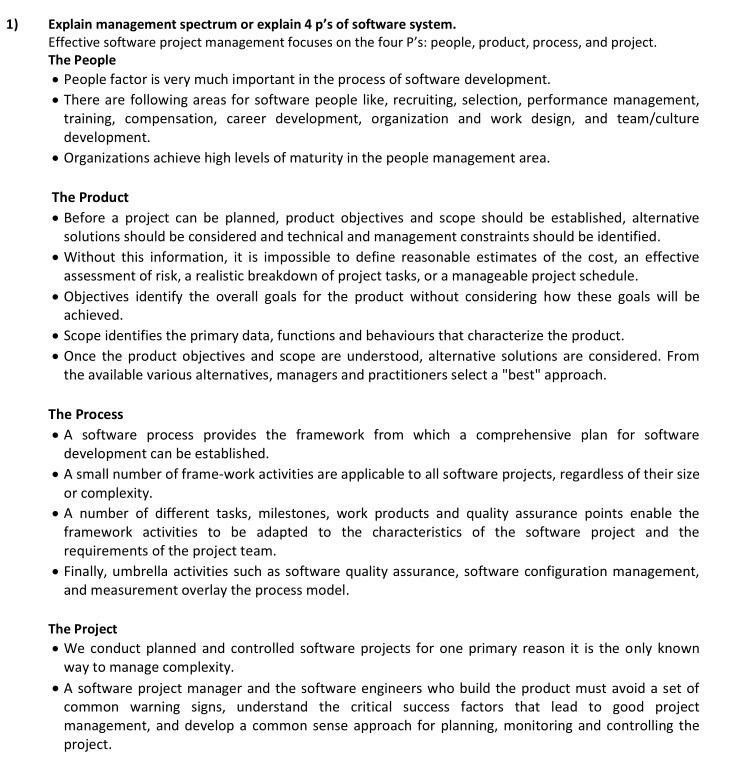 1) Explain management spectrum or explain 4 p's of software system.
Effective software project management focuses on the four P's: people, product, process, and project.
The People
• People factor is very much important in the process of software development.
• There are following areas for software people like, recruiting, selection, performance management,
training, compensation, career development, organization and work design, and team/culture
development.
• Organizations achieve high levels of maturity in the people management area.
The Product
• Before a project can be planned, product objectives and scope should be established, alternative
solutions should be considered and technical and management constraints should be identified.
• Without this information, it is impossible to define reasonable estimates of the cost, an effective
assessment of risk, a realistic breakdown of project tasks, or a manageable project schedule.
• Objectives identify the overall goals for the product without considering how these goals will be
achieved.
• Scope identifies the primary data, functions and behaviours that characterize the product.
• Once the product objectives and scope are understood, alternative solutions are considered. From
the available various alternatives, managers and practitioners select a "best" approach.
The Process
• A software process provides the framework from which a comprehensive plan for software
development can be established.
• A small number of frame-work activities are applicable to all software projects, regardless of their size
or complexity.
• A number of different tasks, milestones, work products and quality assurance points enable the
framework activities to be adapted to the characteristics of the software project and the
requirements of the project team.
• Finally, umbrella activities such as software quality assurance, software configuration management,
and measurement overlay the process model.
The Project
• We conduct planned and controlled software projects for one primary reason it is the only known
way to manage complexity.
• A software project manager and the software engineers who build the product must avoid a set of
common warning signs, understand the critical success factors that lead to good project
management, and develop a common sense approach for planning, monitoring and controlling the
project.